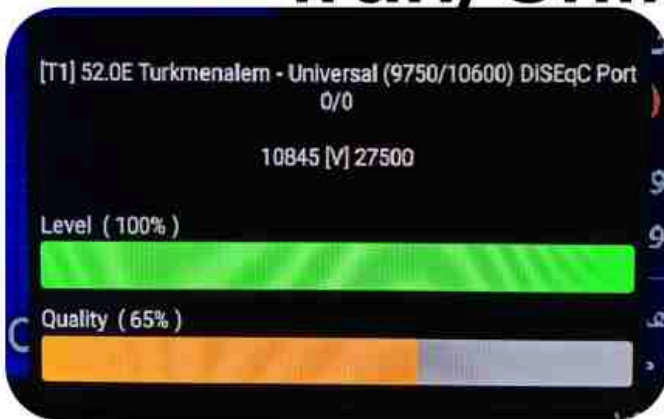 [T1] 52.0E Turkmenalem - Universal (9750/10600) DiSEqC Port
0/0
10845 [V] 27500
Level ( 100% )
Quality ( 65% )